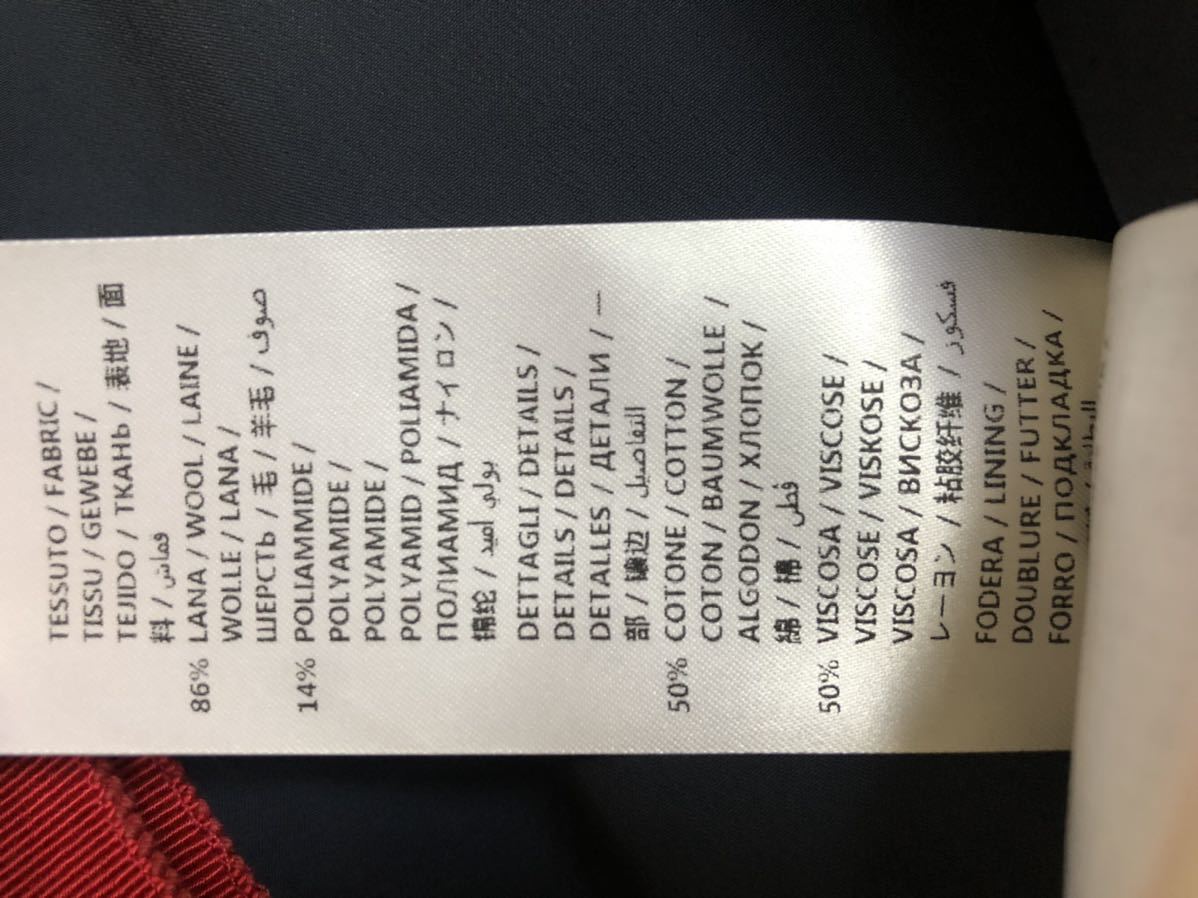 TESSUTO / FABRIC /
TISSU / GEWEBE /
TEJIDO / ТКАНЬ / 表地 / 面
料 / قماش
86% LANA / WOOL / LAINE /
WOLLE / LANA /
ШЕРСТЬ / 毛 / 羊毛 / صوف
14% POLIAMMIDE /
POLYAMIDE /
POLYAMIDE /
POLYAMID / POLIAMIDA /
ПОЛИАМИД / ナイロン /
锦纶 / بولي أميد
DETTAGLI / DETAILS /
DETAILS / DETAILS /
DETALLES / ДЕТАЛИ / —
部 / 镶边 / التفاصيل
50% COTONE / COTTON /
COTON / BAUMWOLLE /
ALGODON / ХЛОПОК /
綿 / 棉 / قطن
50% VISCOSA / VISCOSE /
VISCOSE / VISKOSE /
VISCOSA / ВИСКОЗА /
レーヨン / 粘胶纤维 / فسكوز
FODERA / LINING /
DOUBLURE / FUTTER /
FORRO / ПОДКЛАДКА /